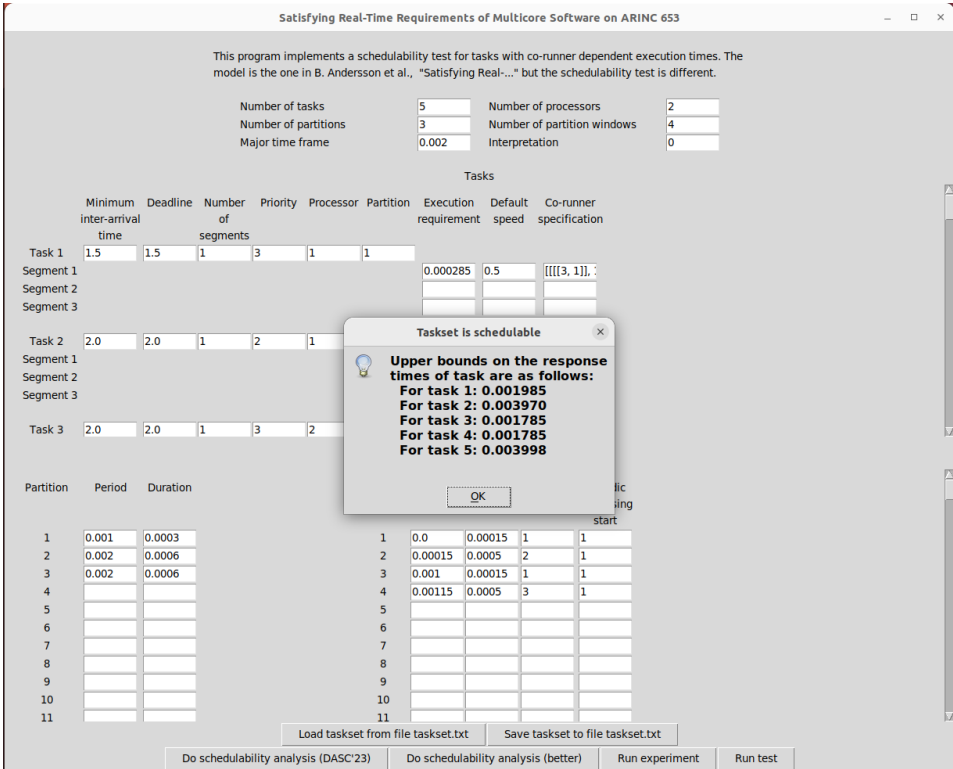 Satisfying Real-Time Requirements of Multicore Software on ARINC 653
This program implements a schedulability test for tasks with co-runner dependent execution times. The
model is the one in B. Andersson et al., "Satisfying Real-..." but the schedulability test is different.
Number of tasks 5 Number of processors 2
Number of partitions 3 Number of partition windows 4
Major time frame 0.002 Interpretation 0
Tasks
Minimum Deadline Number Priority Processor Partition Execution Default Co-runner
inter-arrival of requirement speed specification
time segments
Task 1 1.5 1.5 1 3 1 1
Segment 1 0.000285 0.5 [[[[3, 1]],
Segment 2
Segment 3
Task 2 2.0 2.0 1 2 1
Segment 1
Segment 2
Segment 3
Task 3 2.0 2.0 1 3 2
Taskset is schedulable
Upper bounds on the response
times of task are as follows:
For task 1: 0.001985
For task 2: 0.003970
For task 3: 0.001785
For task 4: 0.001785
For task 5: 0.003998
OK
Partition Period Duration
start
1 0.001 0.0003 1 0.0 0.00015 1 1
2 0.002 0.0006 2 0.00015 0.0005 2 1
3 0.002 0.0006 3 0.001 0.00015 1 1
4 4 0.00115 0.0005 3 1
5 5
6 6
7 7
8 8
9 9
10 10
11 11
Load taskset from file taskset.txt Save taskset to file taskset.txt
Do schedulability analysis (DASC'23) Do schedulability analysis (better) Run experiment Run test